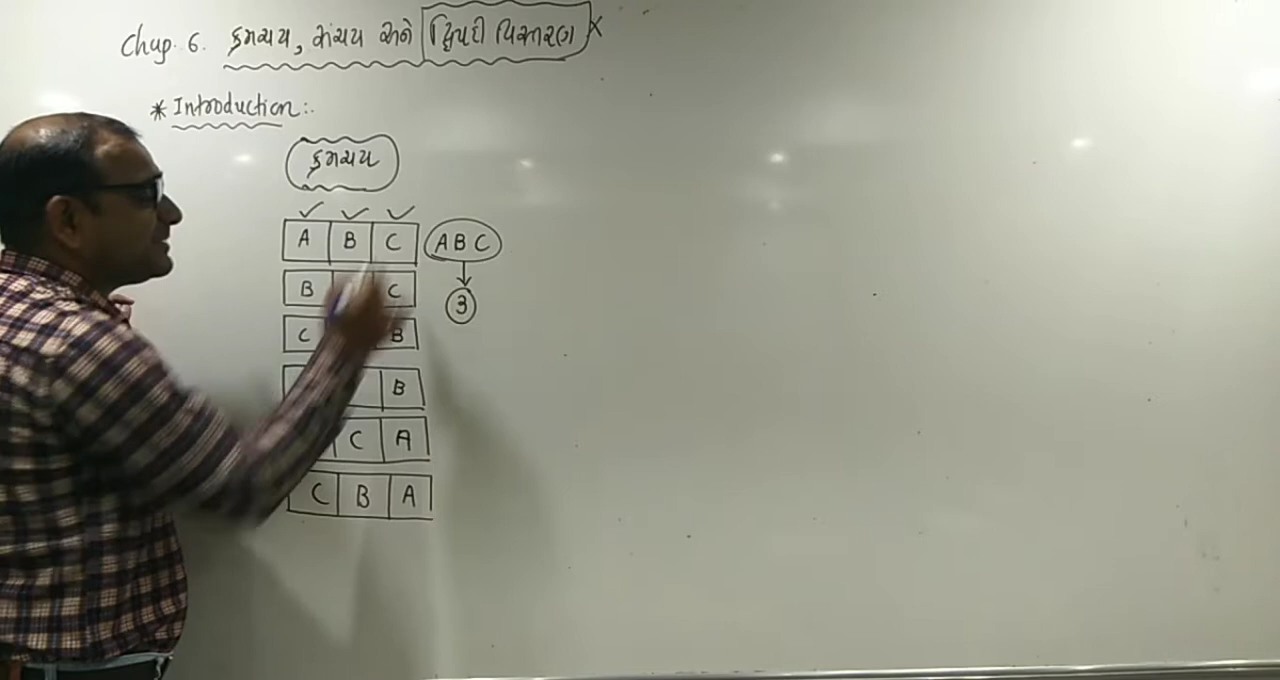 Chap. 6. ક્રમચય, સંચય અને દ્વિપદી વિસ્તરણ X
* Introduction:-
ક્રમચય
✓ ✓ ✓
A B C ABC
B C 3
C B
B
C A
C B A